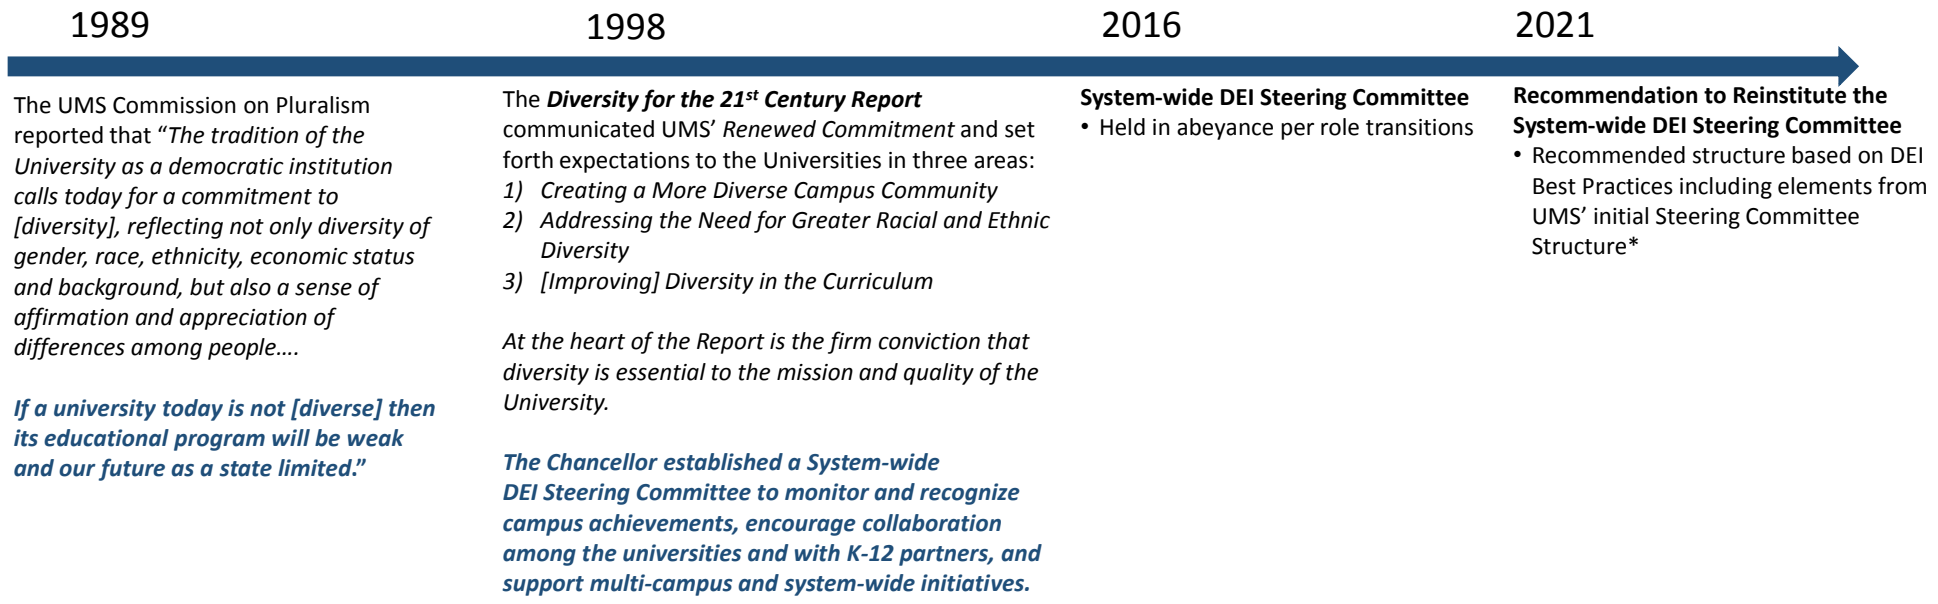 1989
1998
2016
2021
The UMS Commission on Pluralism
reported that “The tradition of the
University as a democratic institution
calls today for a commitment to
[diversity], reflecting not only diversity of
gender, race, ethnicity, economic status
and background, but also a sense of
affirmation and appreciation of
differences among people….
If a university today is not [diverse] then
its educational program will be weak
and our future as a state limited.”
The Diversity for the 21st Century Report
communicated UMS’ Renewed Commitment and set
forth expectations to the Universities in three areas:
1) Creating a More Diverse Campus Community
2) Addressing the Need for Greater Racial and Ethnic
Diversity
3) [Improving] Diversity in the Curriculum
At the heart of the Report is the firm conviction that
diversity is essential to the mission and quality of the
University.
The Chancellor established a System-wide
DEI Steering Committee to monitor and recognize
campus achievements, encourage collaboration
among the universities and with K-12 partners, and
support multi-campus and system-wide initiatives.
System-wide DEI Steering Committee
• Held in abeyance per role transitions
Recommendation to Reinstitute the
System-wide DEI Steering Committee
• Recommended structure based on DEI
Best Practices including elements from
UMS’ initial Steering Committee
Structure*